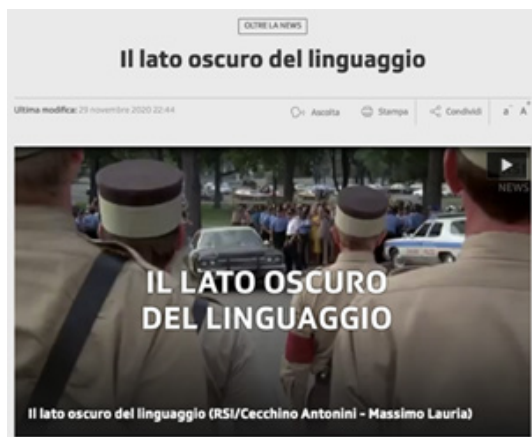 OLTRE LA NEWS
Il lato oscuro del linguaggio
Ultima modifica: 29 novembre 2020 22:44
Ascolta
Stampa
Condividi
a- A+
NEWS
IL LATO OSCURO
DEL LINGUAGGIO
Il lato oscuro del linguaggio (RSI/Cecchino Antonini - Massimo Lauria)